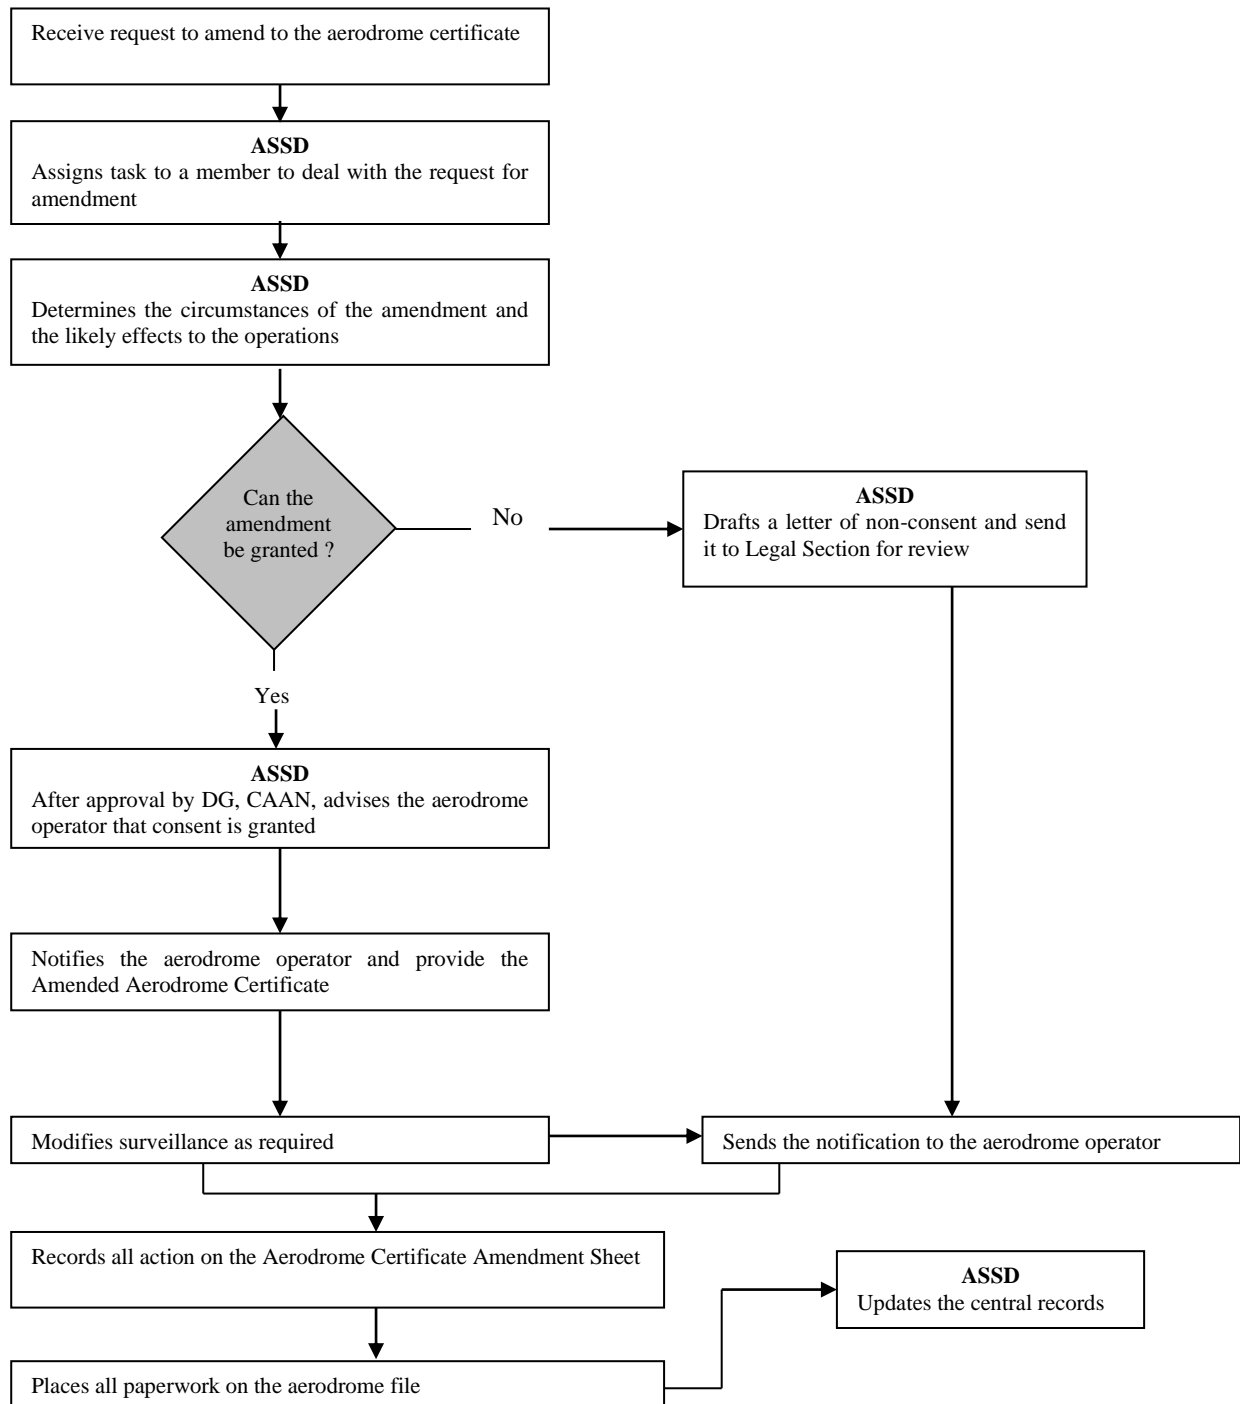 Receive request to amend to the aerodrome certificate
ASSD
Assigns task to a member to deal with the request for
amendment
ASSD
Determines the circumstances of the amendment and
the likely effects to the operations
Can the
amendment
be granted ?
No
ASSD
Drafts a letter of non-consent and send
it to Legal Section for review
Yes
ASSD
After approval by DG, CAAN, advises the aerodrome
operator that consent is granted
Notifies the aerodrome operator and provide the
Amended Aerodrome Certificate
Modifies surveillance as required
Sends the notification to the aerodrome operator
Records all action on the Aerodrome Certificate Amendment Sheet
ASSD
Updates the central records
Places all paperwork on the aerodrome file